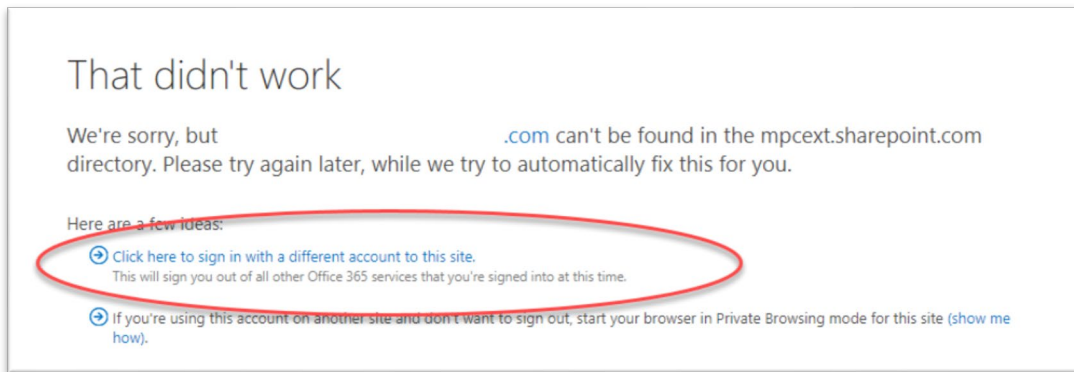 That didn't work
We're sorry, but .com can't be found in the mpcext.sharepoint.com
directory. Please try again later, while we try to automatically fix this for you.
Here are a few ideas:
Click here to sign in with a different account to this site.
This will sign you out of all other Office 365 services that you're signed into at this time.
If you're using this account on another site and don't want to sign out, start your browser in Private Browsing mode for this site (show me
how).